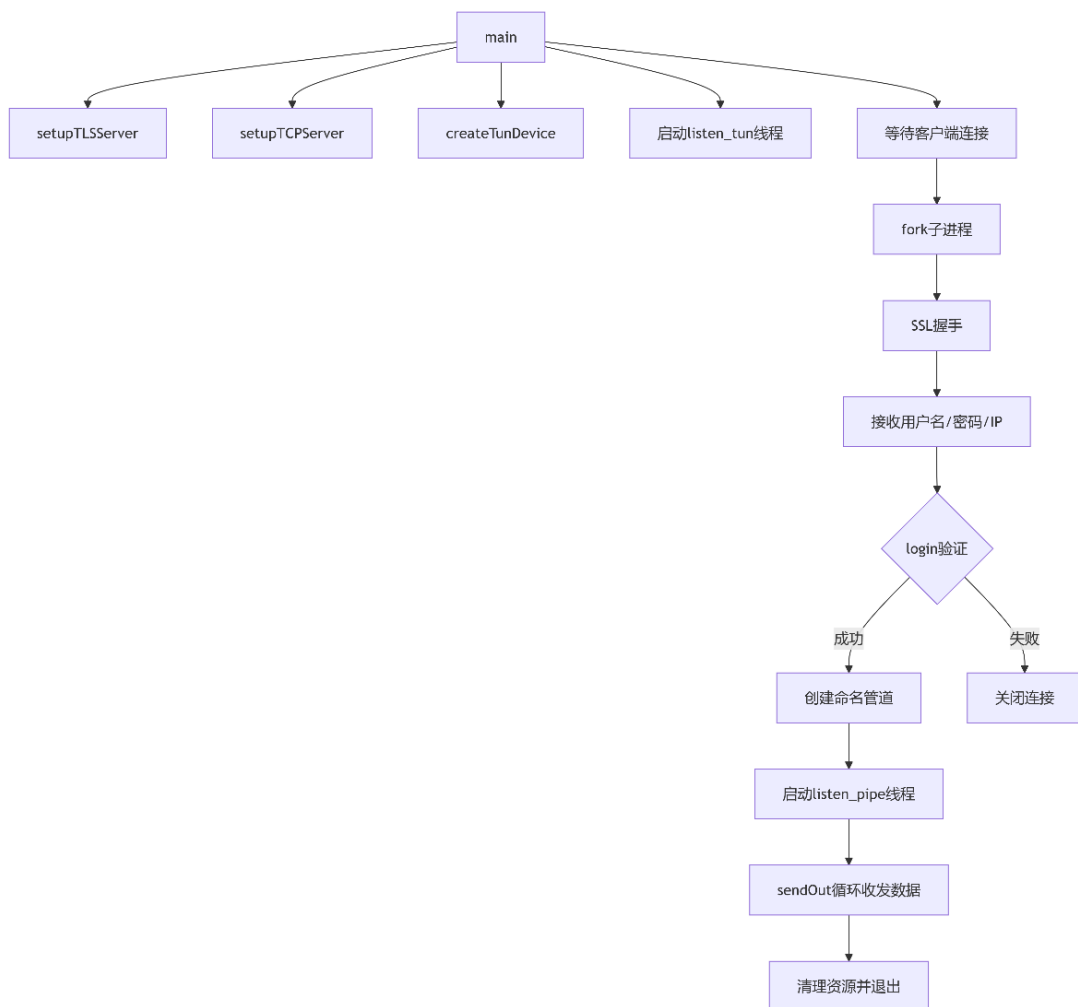 main
setupTLSServer
setupTCPServer
createTunDevice
启动listen_tun线程
等待客户端连接
fork子进程
SSL握手
接收用户名/密码/IP
login验证
成功
失败
创建命名管道
关闭连接
启动listen_pipe线程
sendOut循环收发数据
清理资源并退出